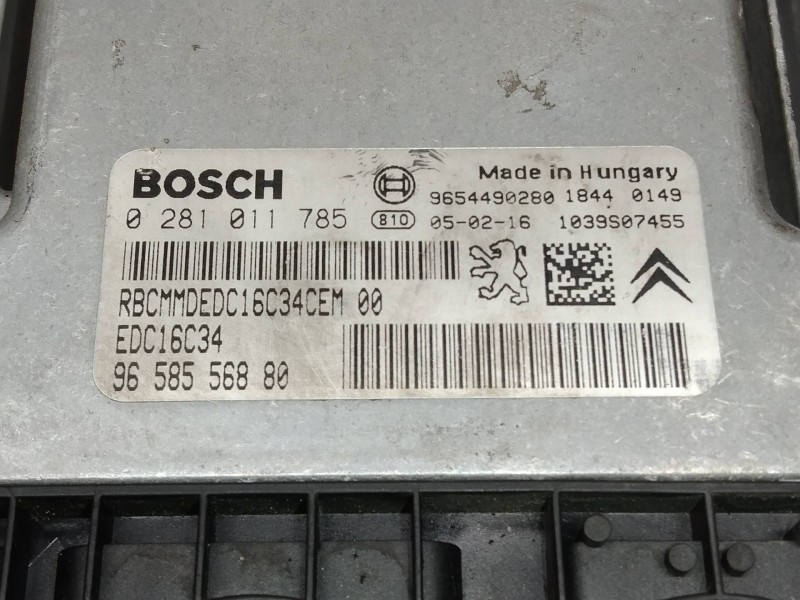 BOSCH
Made in Hungary
9654490280 1844 0149
0 281 011 785 810 05-02-16 1039S07455
RBCMMDEDC16C34CEM 00
EDC16C34
96 585 568 80